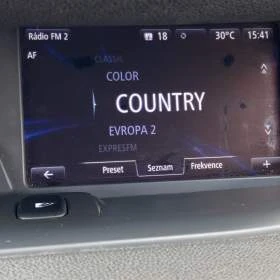 Rádio FM 2 18 30°C 15:41
AF
CLASSIC
COLOR
COUNTRY
EVROPA 2
EXPRESFM
Preset Seznam Frekvence +